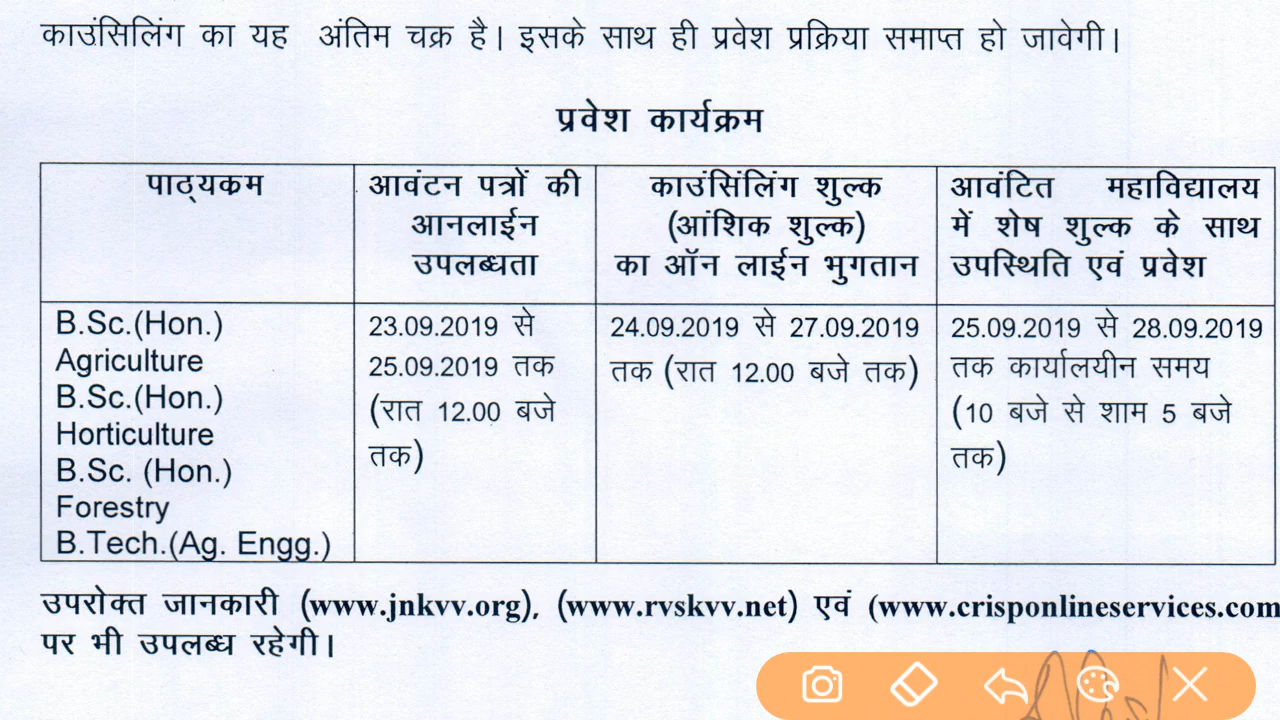 काउंसिलिंग का यह अंतिम चक्र है। इसके साथ ही प्रवेश प्रक्रिया समाप्त हो जावेगी।
प्रवेश कार्यक्रम
पाठ्यकम
आवंटन पत्रों की
आनलाईन
उपलब्धता
काउंसिंलिंग शुल्क
(आंशिक शुल्क)
का ऑन लाईन भुगतान
आवंटित महाविद्यालय
में शेष शुल्क के साथ
उपस्थिति एवं प्रवेश
B.Sc.(Hon.)
Agriculture
B.Sc.(Hon.)
Horticulture
B.Sc. (Hon.)
Forestry
B.Tech.(Ag. Engg.)
23.09.2019 से
25.09.2019 तक
(रात 12.00 बजे
तक)
24.09.2019 से 27.09.2019
तक (रात 12.00 बजे तक)
25.09.2019 से 28.09.2019
तक कार्यालयीन समय
(10 बजे से शाम 5 बजे
तक)
उपरोक्त जानकारी (www.jnkvv.org), (www.rvskvv.net) एवं (www.crisponlineservices.com
पर भी उपलब्ध रहेगी।